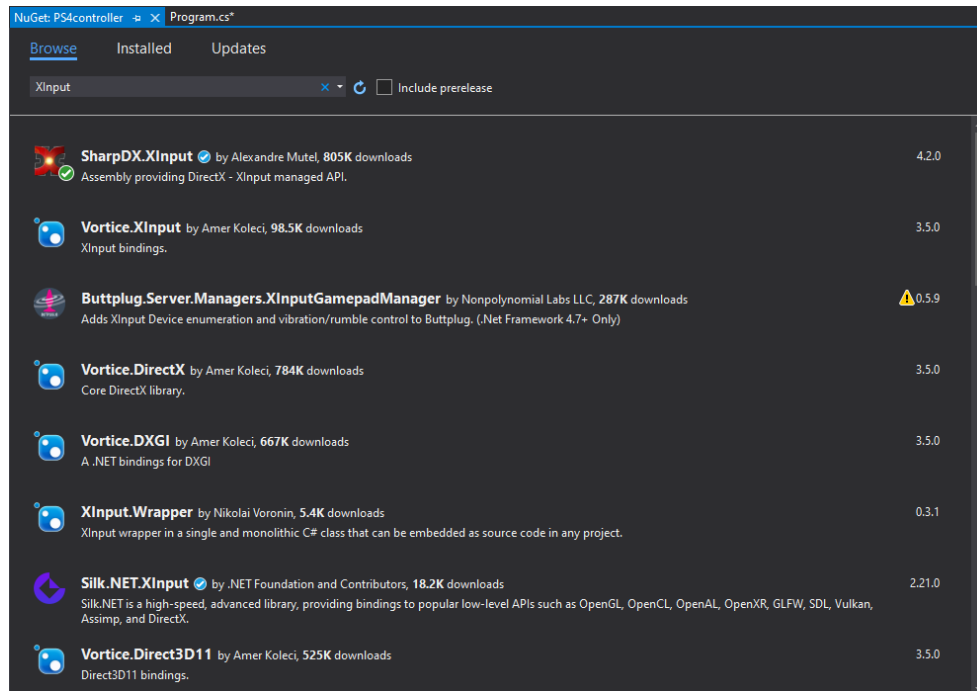 NuGet: PS4controller Program.cs*
Browse Installed Updates
XInput Include prerelease
SharpDX.XInput by Alexandre Mutel, 805K downloads 4.2.0
Assembly providing DirectX - XInput managed API.
Vortice.XInput by Amer Koleci, 98.5K downloads 3.5.0
XInput bindings.
Buttplug.Server.Managers.XInputGamepadManager by Nonpolynomial Labs LLC, 287K downloads 0.5.9
Adds XInput Device enumeration and vibration/rumble control to Buttplug. (.Net Framework 4.7+ Only)
Vortice.DirectX by Amer Koleci, 784K downloads 3.5.0
Core DirectX library.
Vortice.DXGI by Amer Koleci, 667K downloads 3.5.0
A .NET bindings for DXGI
XInput.Wrapper by Nikolai Voronin, 5.4K downloads 0.3.1
XInput wrapper in a single and monolithic C# class that can be embedded as source code in any project.
Silk.NET.XInput by .NET Foundation and Contributors, 18.2K downloads 2.21.0
Silk.NET is a high-speed, advanced library, providing bindings to popular low-level APIs such as OpenGL, OpenCL, OpenAL, OpenXR, GLFW, SDL, Vulkan,
Assimp, and DirectX.
Vortice.Direct3D11 by Amer Koleci, 525K downloads 3.5.0
Direct3D11 bindings.